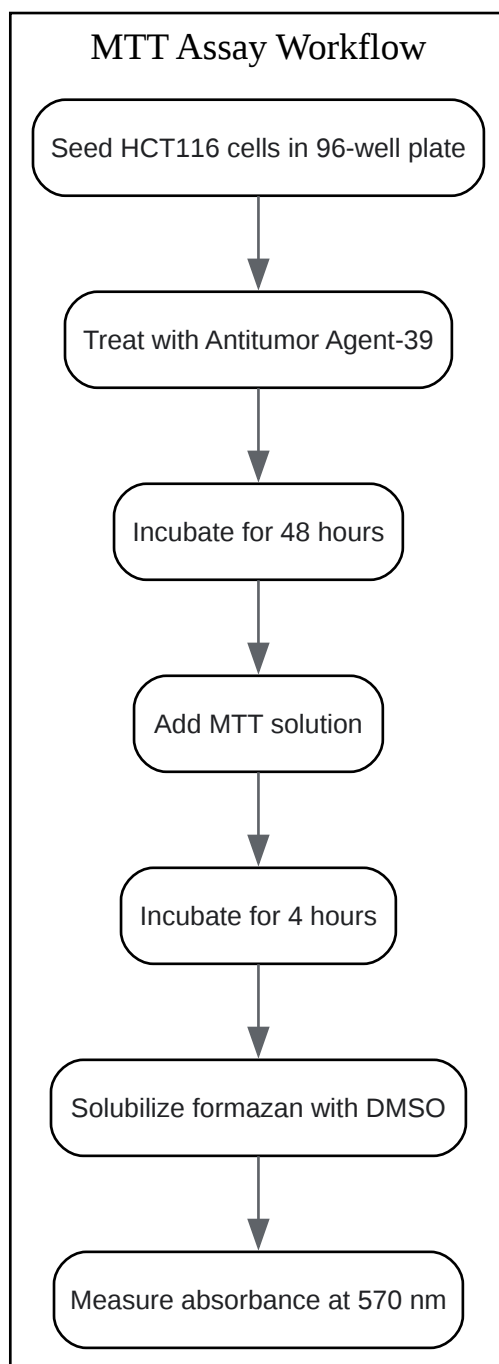 MTT Assay Workflow
Seed HCT116 cells in 96-well plate
Treat with Antitumor Agent-39
Incubate for 48 hours
Add MTT solution
Incubate for 4 hours
Solubilize formazan with DMSO
Measure absorbance at 570 nm